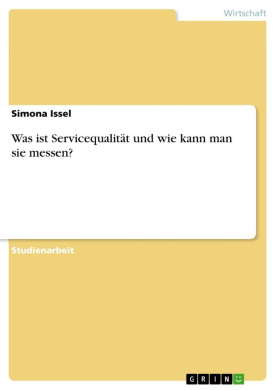 Wirtschaft
Simona Issel
Was ist Servicequalität und wie kann man
sie messen?
Studienarbeit
GRIN